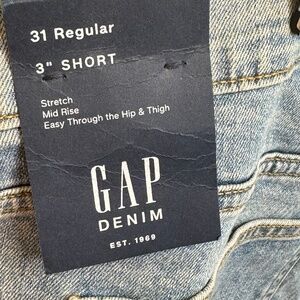 31 Regular
3" SHORT
Stretch
Mid Rise
Easy Through the Hip & Thigh
GAP
DENIM
EST. 1969